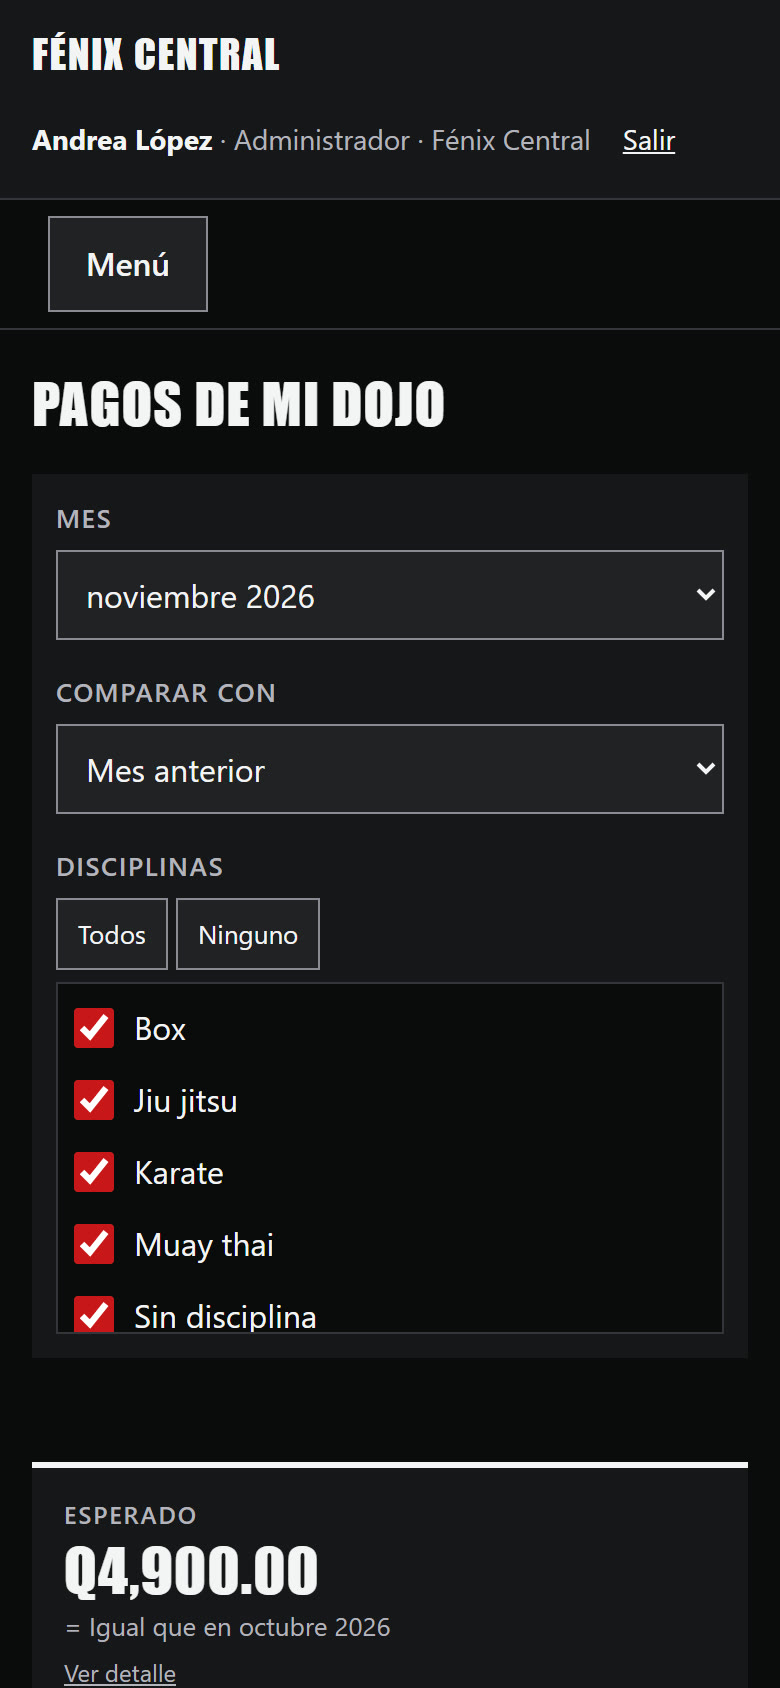 FÉNIX CENTRAL
Andrea López · Administrador · Fénix Central Salir
Menú
PAGOS DE MI DOJO
MES
noviembre 2026
COMPARAR CON
Mes anterior
DISCIPLINAS
Todos Ninguno
Box
Jiu jitsu
Karate
Muay thai
Sin disciplina
ESPERADO
Q4,900.00
= Igual que en octubre 2026
Ver detalle